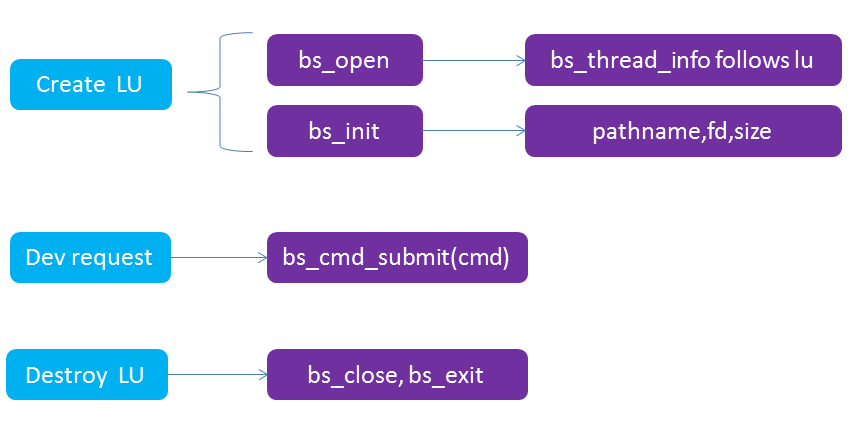 Create LU
bs_open
bs_thread_info follows lu
bs_init
pathname,fd,size
Dev request
bs_cmd_submit(cmd)
Destroy LU
bs_close, bs_exit